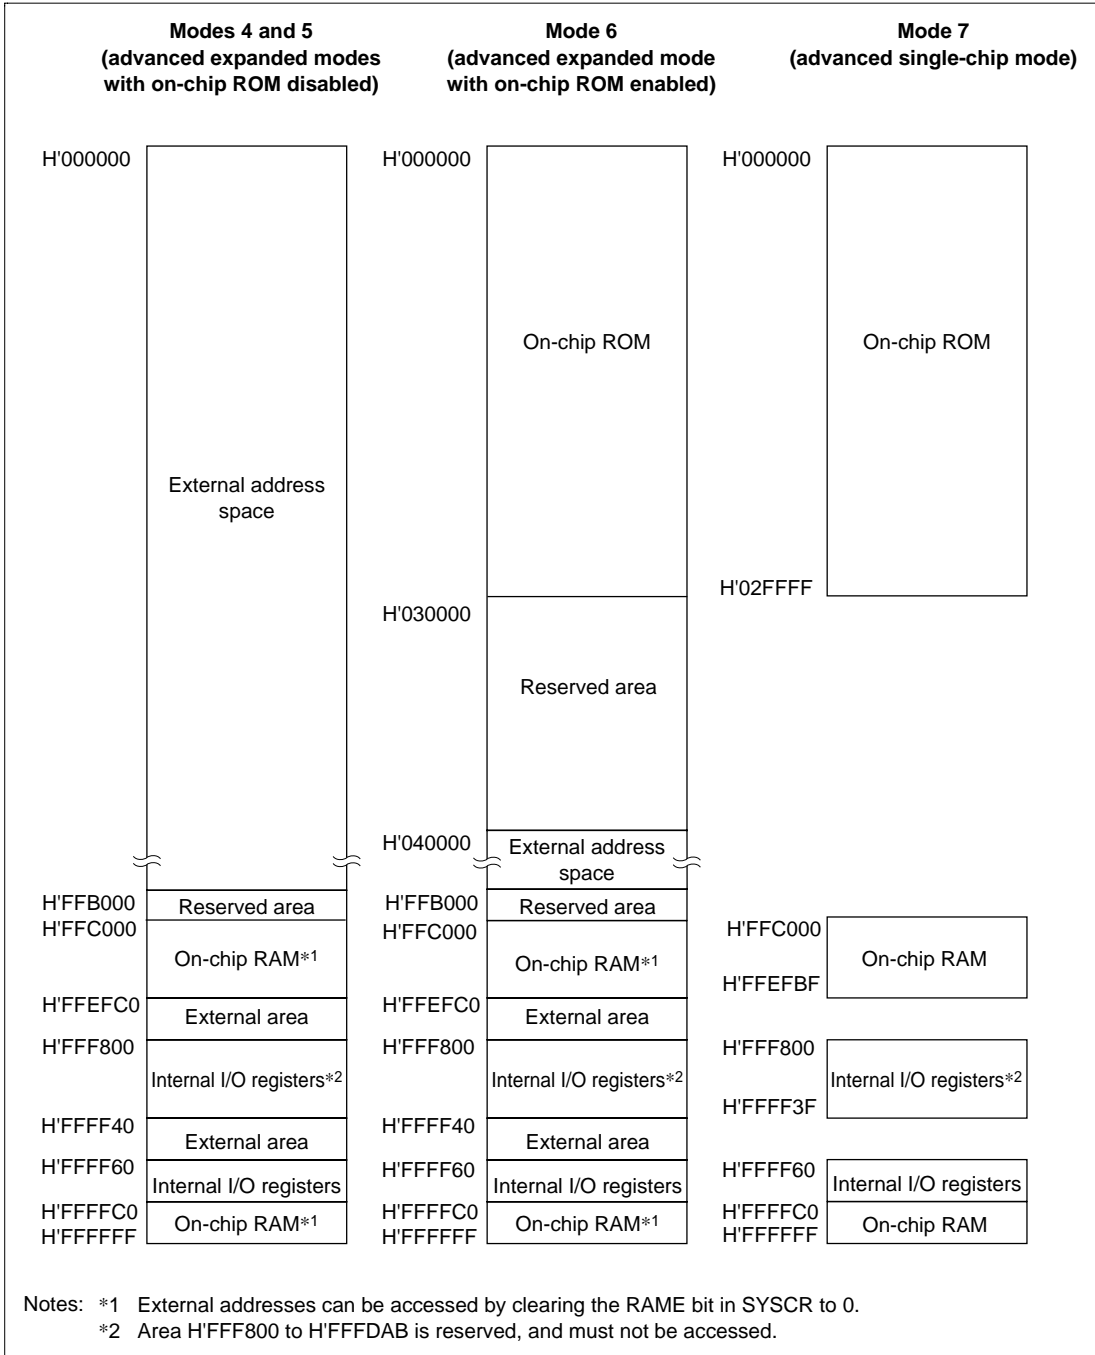 Modes 4 and 5
(advanced expanded modes
with on-chip ROM disabled)
Mode 6
(advanced expanded mode
with on-chip ROM enabled)
Mode 7
(advanced single-chip mode)
H'000000
External address
space
H'FFB000
Reserved area
H'FFC000
On-chip RAM*1
H'FFEFC0
External area
H'FFF800
Internal I/O registers*2
H'FFFF40
External area
H'FFFF60
Internal I/O registers
H'FFFFC0
On-chip RAM*1
H'FFFFFF
H'000000
On-chip ROM
H'030000
Reserved area
H'040000
External address
space
H'FFB000
Reserved area
H'FFC000
On-chip RAM*1
H'FFEFC0
External area
H'FFF800
Internal I/O registers*2
H'FFFF40
External area
H'FFFF60
Internal I/O registers
H'FFFFC0
On-chip RAM*1
H'FFFFFF
H'000000
On-chip ROM
H'02FFFF
H'FFC000
On-chip RAM
H'FFEFBF
H'FFF800
Internal I/O registers*2
H'FFFF3F
H'FFFF60
Internal I/O registers
H'FFFFC0
On-chip RAM
H'FFFFFF
Notes: *1 External addresses can be accessed by clearing the RAME bit in SYSCR to 0.
*2 Area H'FFF800 to H'FFFDAB is reserved, and must not be accessed.